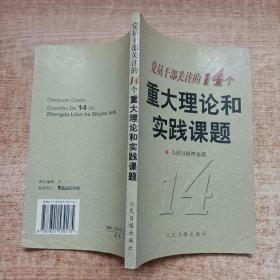 党员干部关注的14个
重大理论和
实践课题
人民日报理论部
14
人民日报出版社
党员干部关注的14个重大理论和实践课题
人民日报出版社
Dangyuan Ganbu
Guanzhu De 14 Ge
Zhongda Lilun he Shijian keti